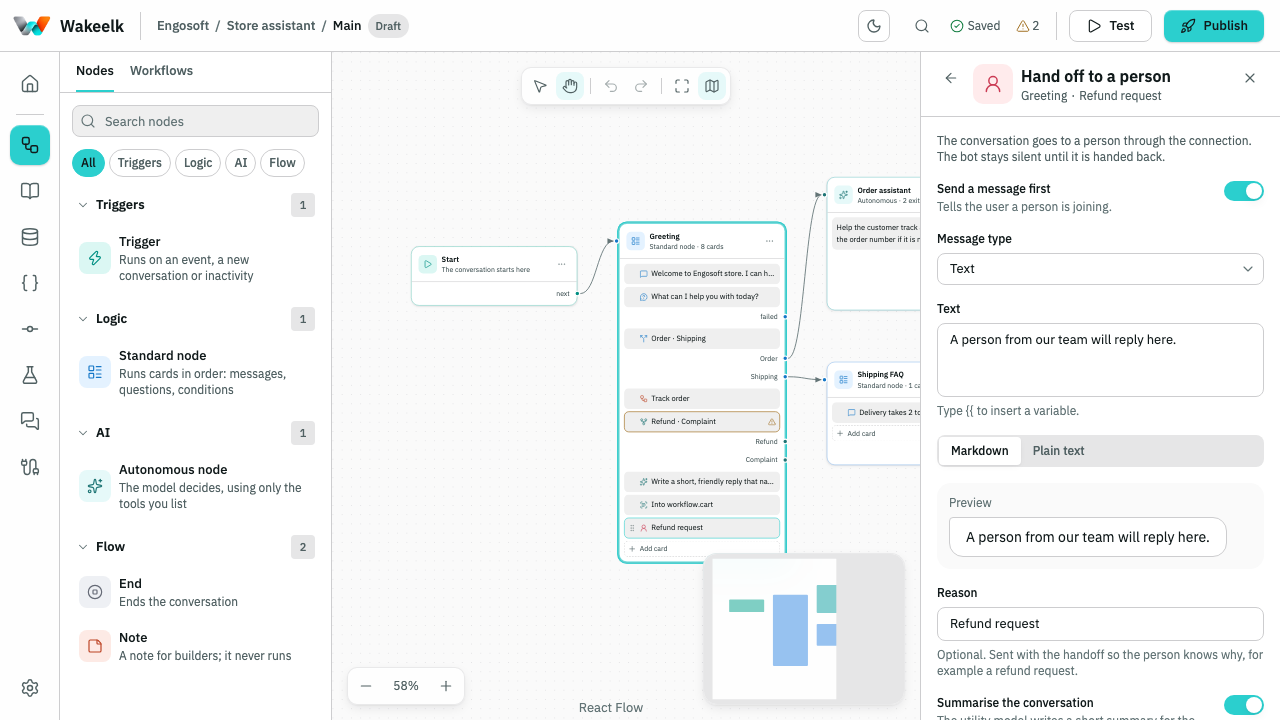 Wakeelk
Engosoft / Store assistant / Main Draft
Saved
2
Test
Publish
Nodes
Workflows
Search nodes
All
Triggers
Logic
AI
Flow
Triggers
1
Trigger
Runs on an event, a new
conversation or inactivity
Logic
1
Standard node
Runs cards in order: messages,
questions, conditions
AI
1
Autonomous node
The model decides, using only the
tools you list
Flow
2
End
Ends the conversation
Note
A note for builders; it never runs
Start
The conversation starts here
next
Greeting
Standard node · 8 cards
Welcome to Engosoft store. I can h...
What can I help you with today?
failed
Order · Shipping
Order
Shipping
Track order
Refund · Complaint
Refund
Complaint
Write a short, friendly reply that na...
Into workflow.cart
Refund request
Add card
Order assistant
Autonomous · 2 exit
Help the customer track
the order number if it is n
Shipping FAQ
Standard node · 1 ca
Delivery takes 2 to
Add card
58%
React Flow
Hand off to a person
Greeting · Refund request
The conversation goes to a person through the connection.
The bot stays silent until it is handed back.
Send a message first
Tells the user a person is joining.
Message type
Text
Text
A person from our team will reply here.
Type {{ to insert a variable.
Markdown
Plain text
Preview
A person from our team will reply here.
Reason
Refund request
Optional. Sent with the handoff so the person knows why, for
example a refund request.
Summarise the conversation
The utility model writes a short summary for the